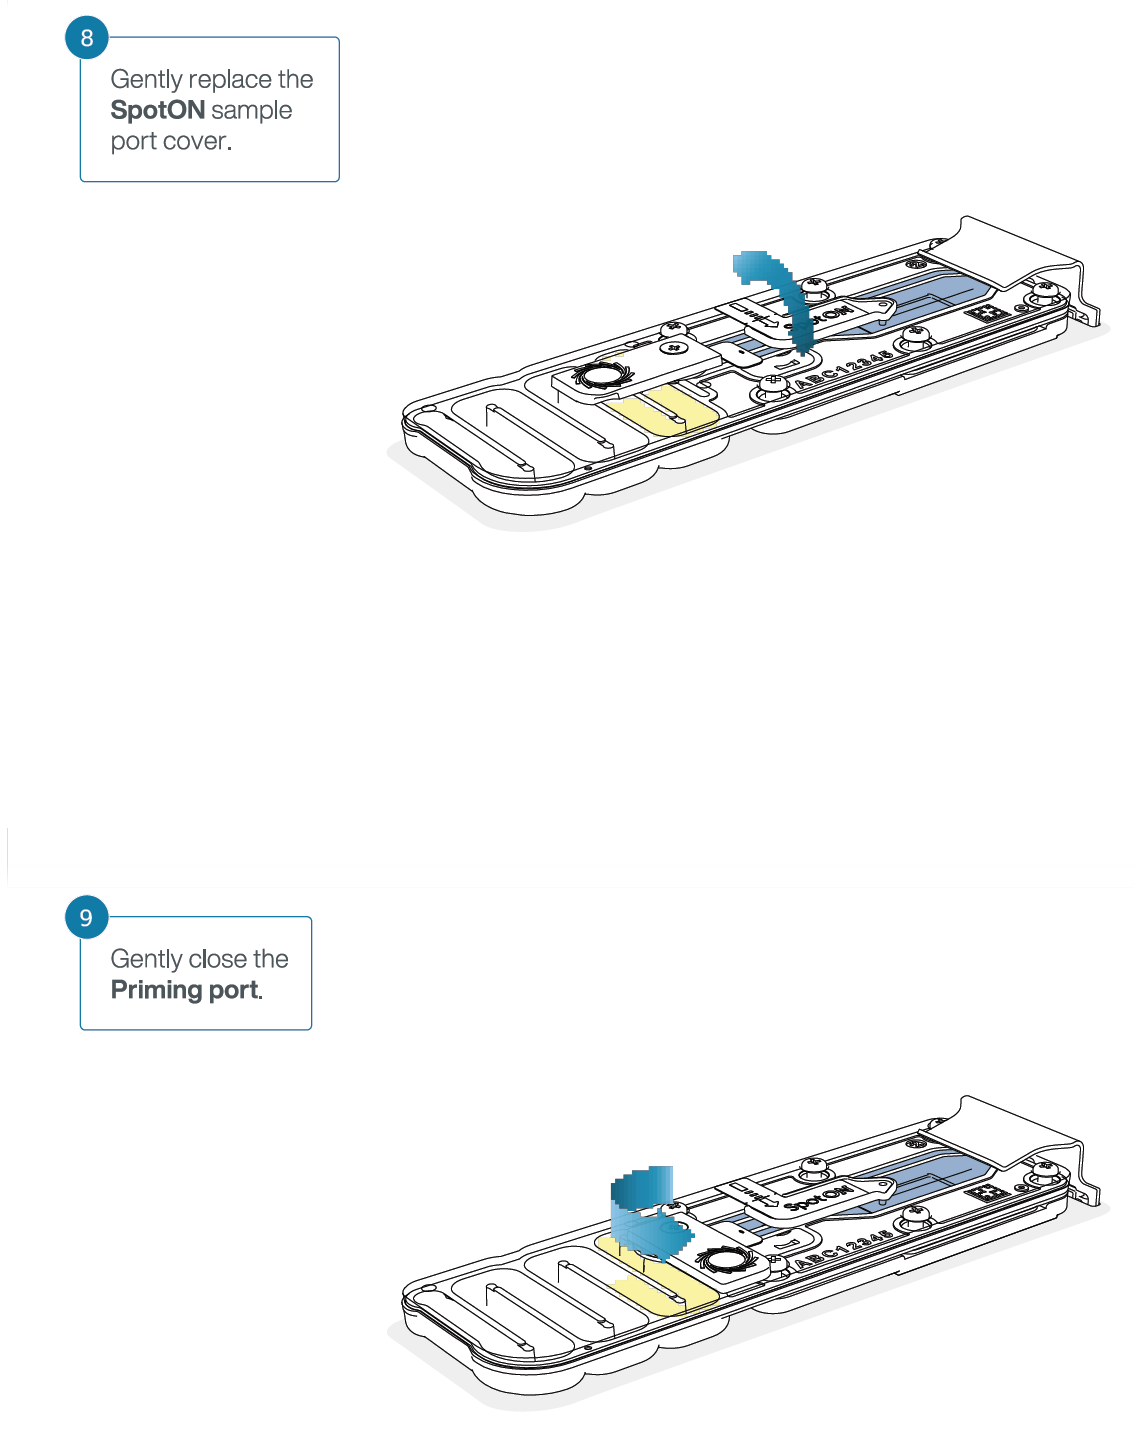 8
Gently replace the
SpotON sample
port cover.
SpotON
ABC12345
9
Gently close the
Priming port.
SpotON
ABC12345